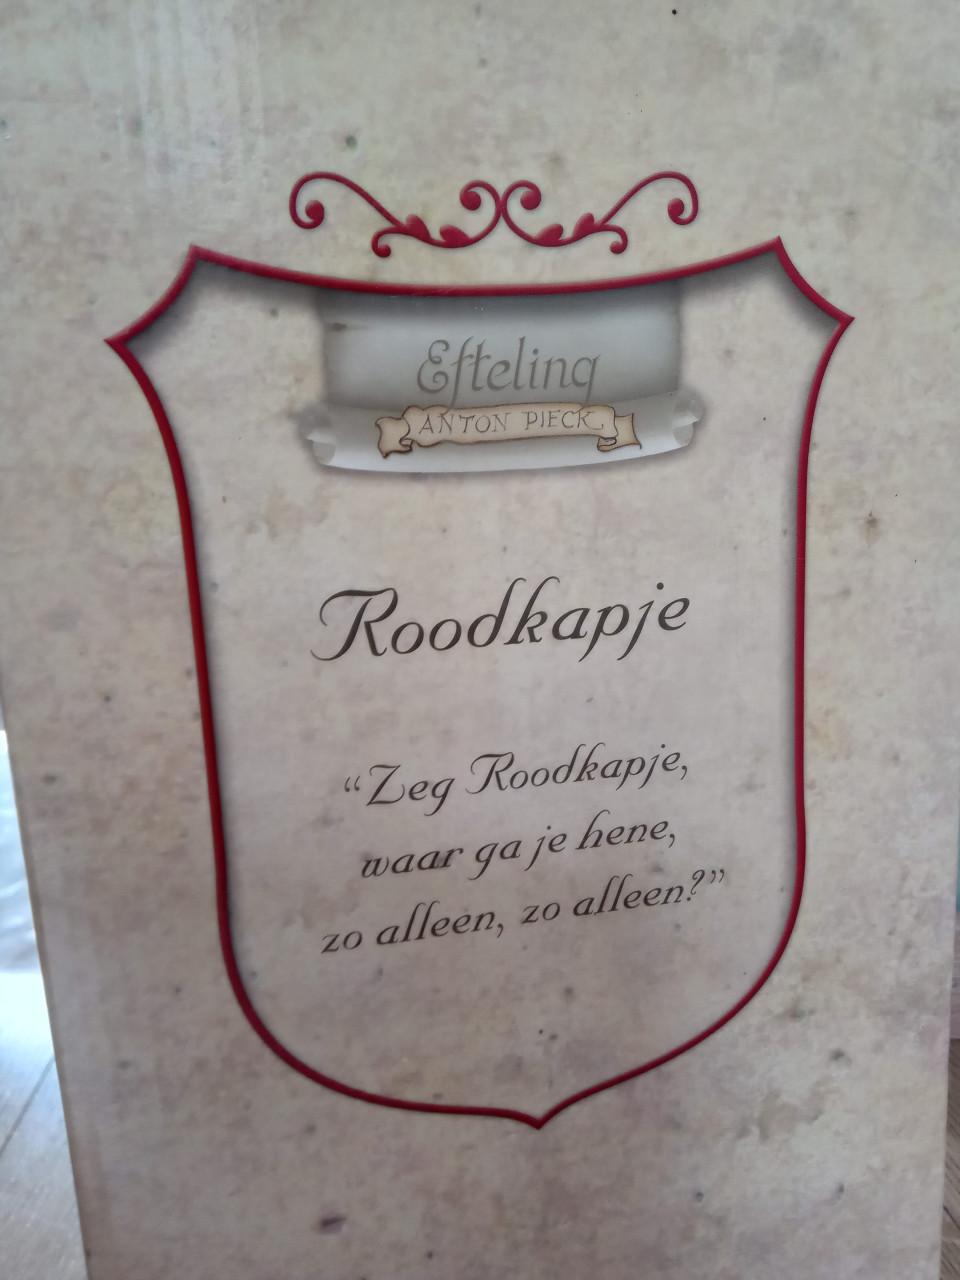 Efteling
ANTON PIECK
Roodkapje
“Zeg Roodkapje,
waar ga je hene,
zo alleen, zo alleen?”